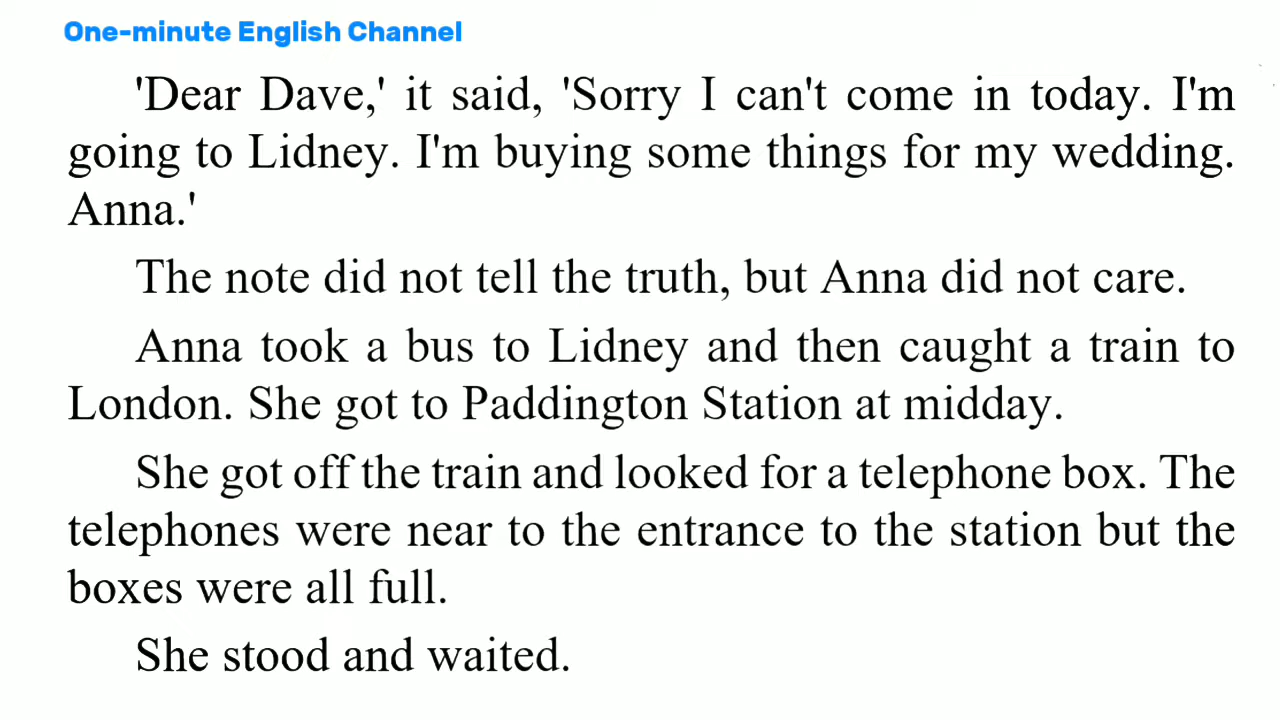 One-minute English Channel
'Dear Dave,' it said, 'Sorry I can't come in today. I'm
going to Lidney. I'm buying some things for my wedding.
Anna.'
The note did not tell the truth, but Anna did not care.
Anna took a bus to Lidney and then caught a train to
London. She got to Paddington Station at midday.
She got off the train and looked for a telephone box. The
telephones were near to the entrance to the station but the
boxes were all full.
She stood and waited.